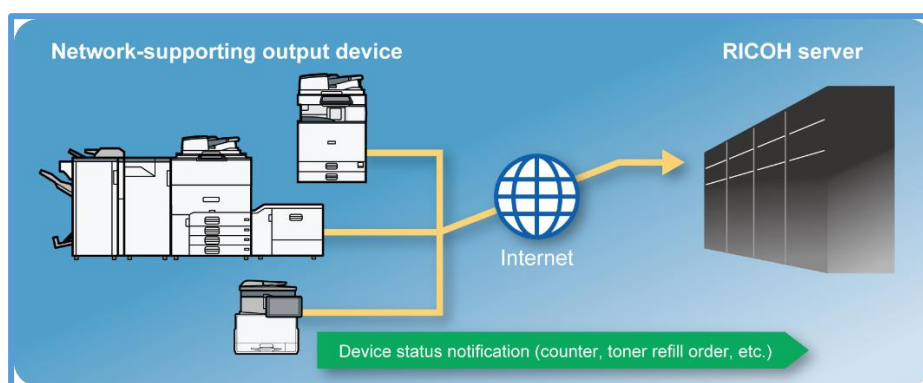 Network-supporting output device
RICOH server
Internet
Device status notification (counter, toner refill order, etc.)